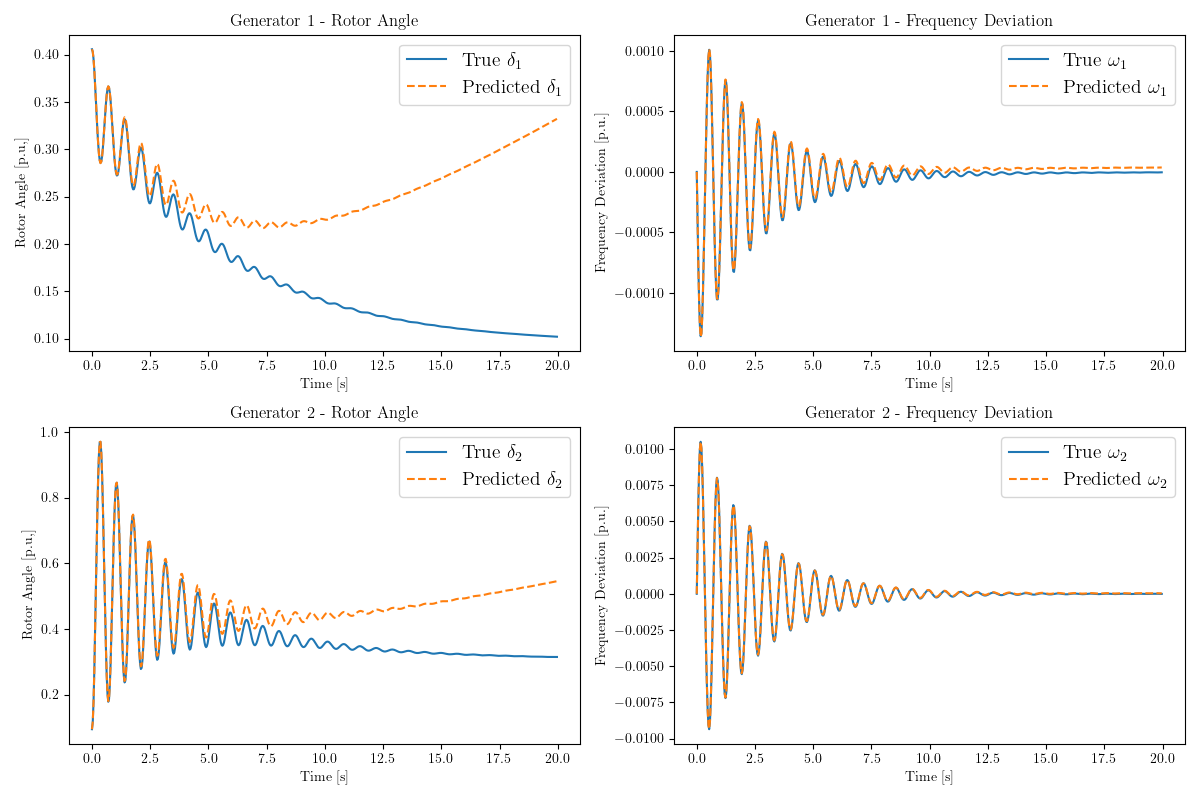 Generator 1 - Rotor Angle
0.40
0.35
0.30
0.25
0.20
0.15
0.10
Rotor Angle [p.u,]
True δ₁
Predicted δ₁
0.0 2.5 5.0 7.5 10.0 12.5 15.0 17.5 20.0
Time [s]
Generator 1 - Frequency Deviation
0.0010
0.0005
0.0000
−0.0005
−0.0010
Frequency Deviation [p.u.]
True ω₁
Predicted ω₁
0.0 2.5 5.0 7.5 10.0 12.5 15.0 17.5 20.0
Time [s]
Generator 2 - Rotor Angle
1.0
0.8
0.6
0.4
0.2
Rotor Angle [p.u,]
True δ₂
Predicted δ₂
0.0 2.5 5.0 7.5 10.0 12.5 15.0 17.5 20.0
Time [s]
Generator 2 - Frequency Deviation
0.0100
0.0075
0.0050
0.0025
0.0000
−0.0025
−0.0050
−0.0075
−0.0100
Frequency Deviation [p.u.]
True ω₂
Predicted ω₂
0.0 2.5 5.0 7.5 10.0 12.5 15.0 17.5 20.0
Time [s]